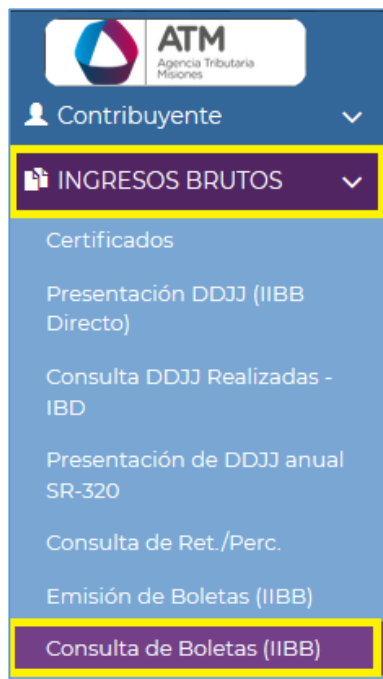 ATM
Agencia Tributaria
Misiones
Contribuyente
INGRESOS BRUTOS
Certificados
Presentación DDJJ (IIBB
Directo)
Consulta DDJJ Realizadas -
IBD
Presentación de DDJJ anual
SR-320
Consulta de Ret./Perc.
Emisión de Boletas (IIBB)
Consulta de Boletas (IIBB)